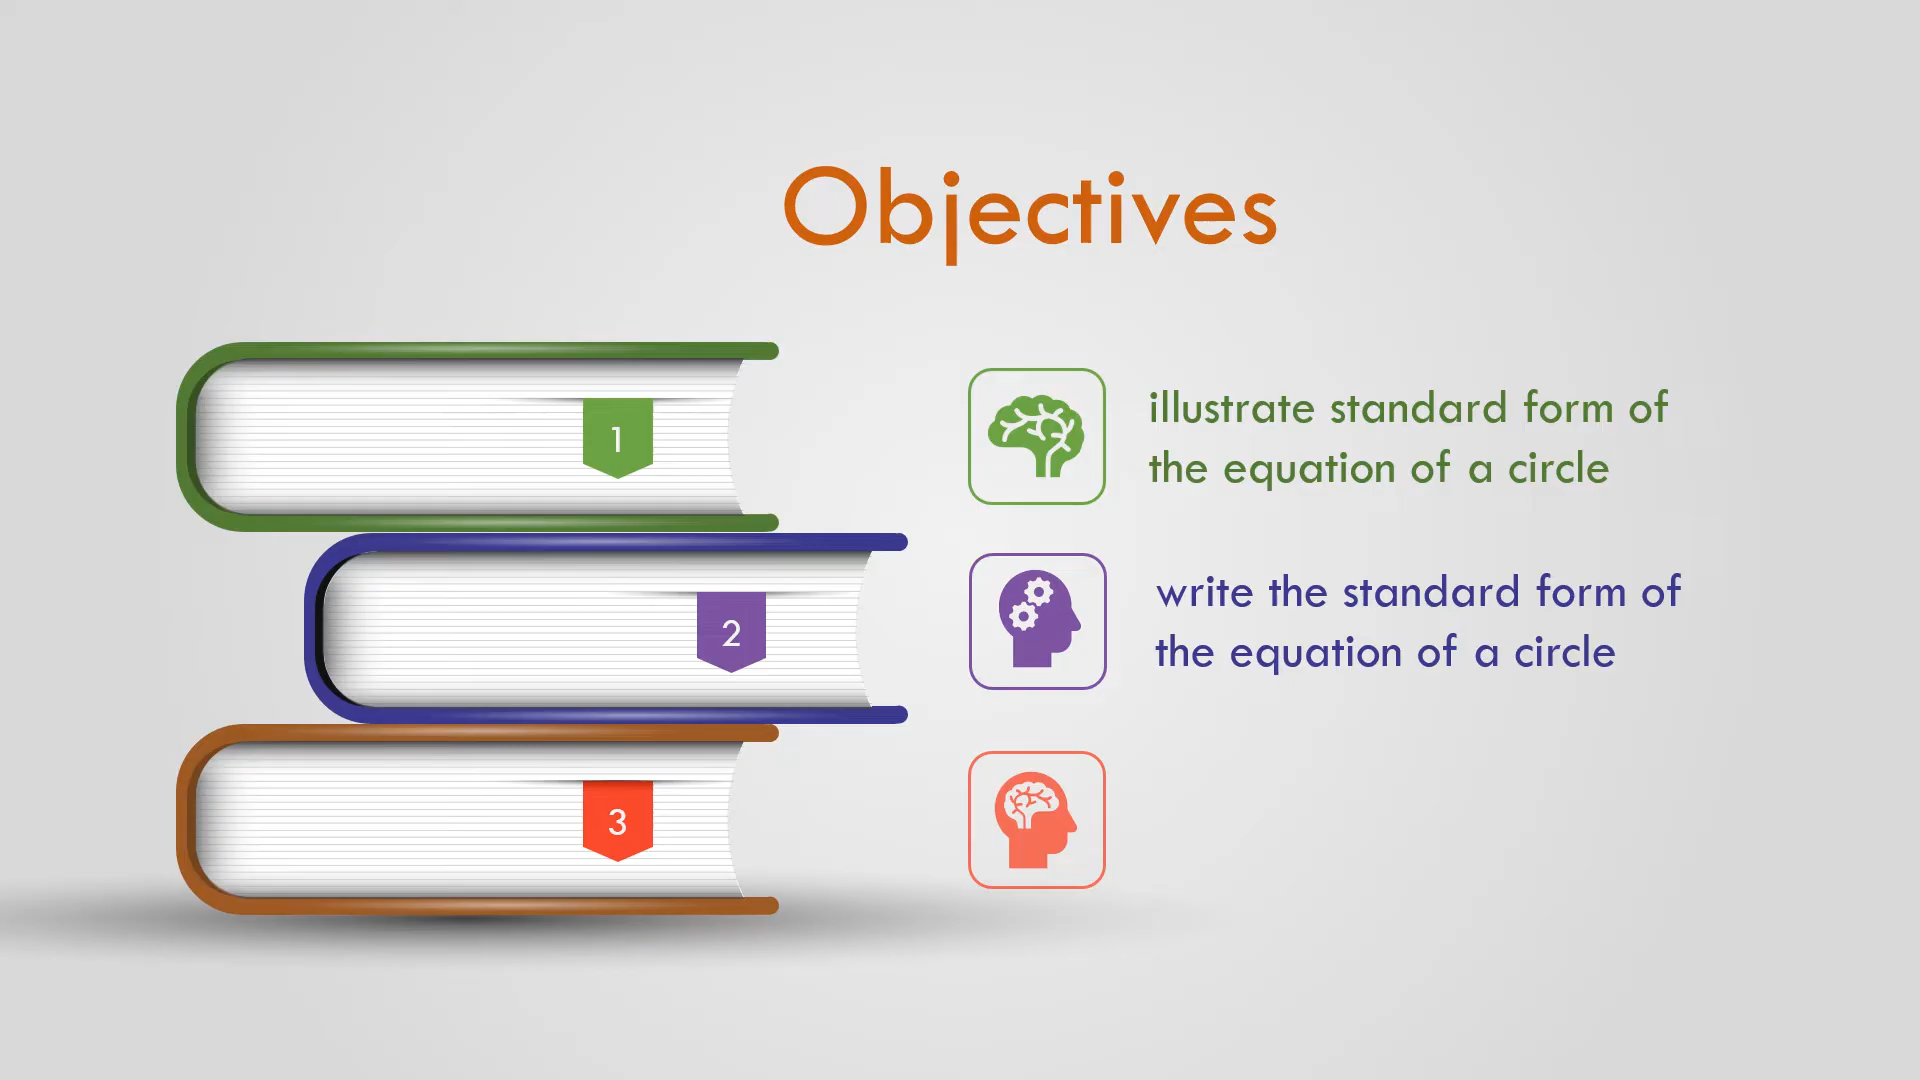 Objectives
1
illustrate standard form of
the equation of a circle
2
write the standard form of
the equation of a circle
3